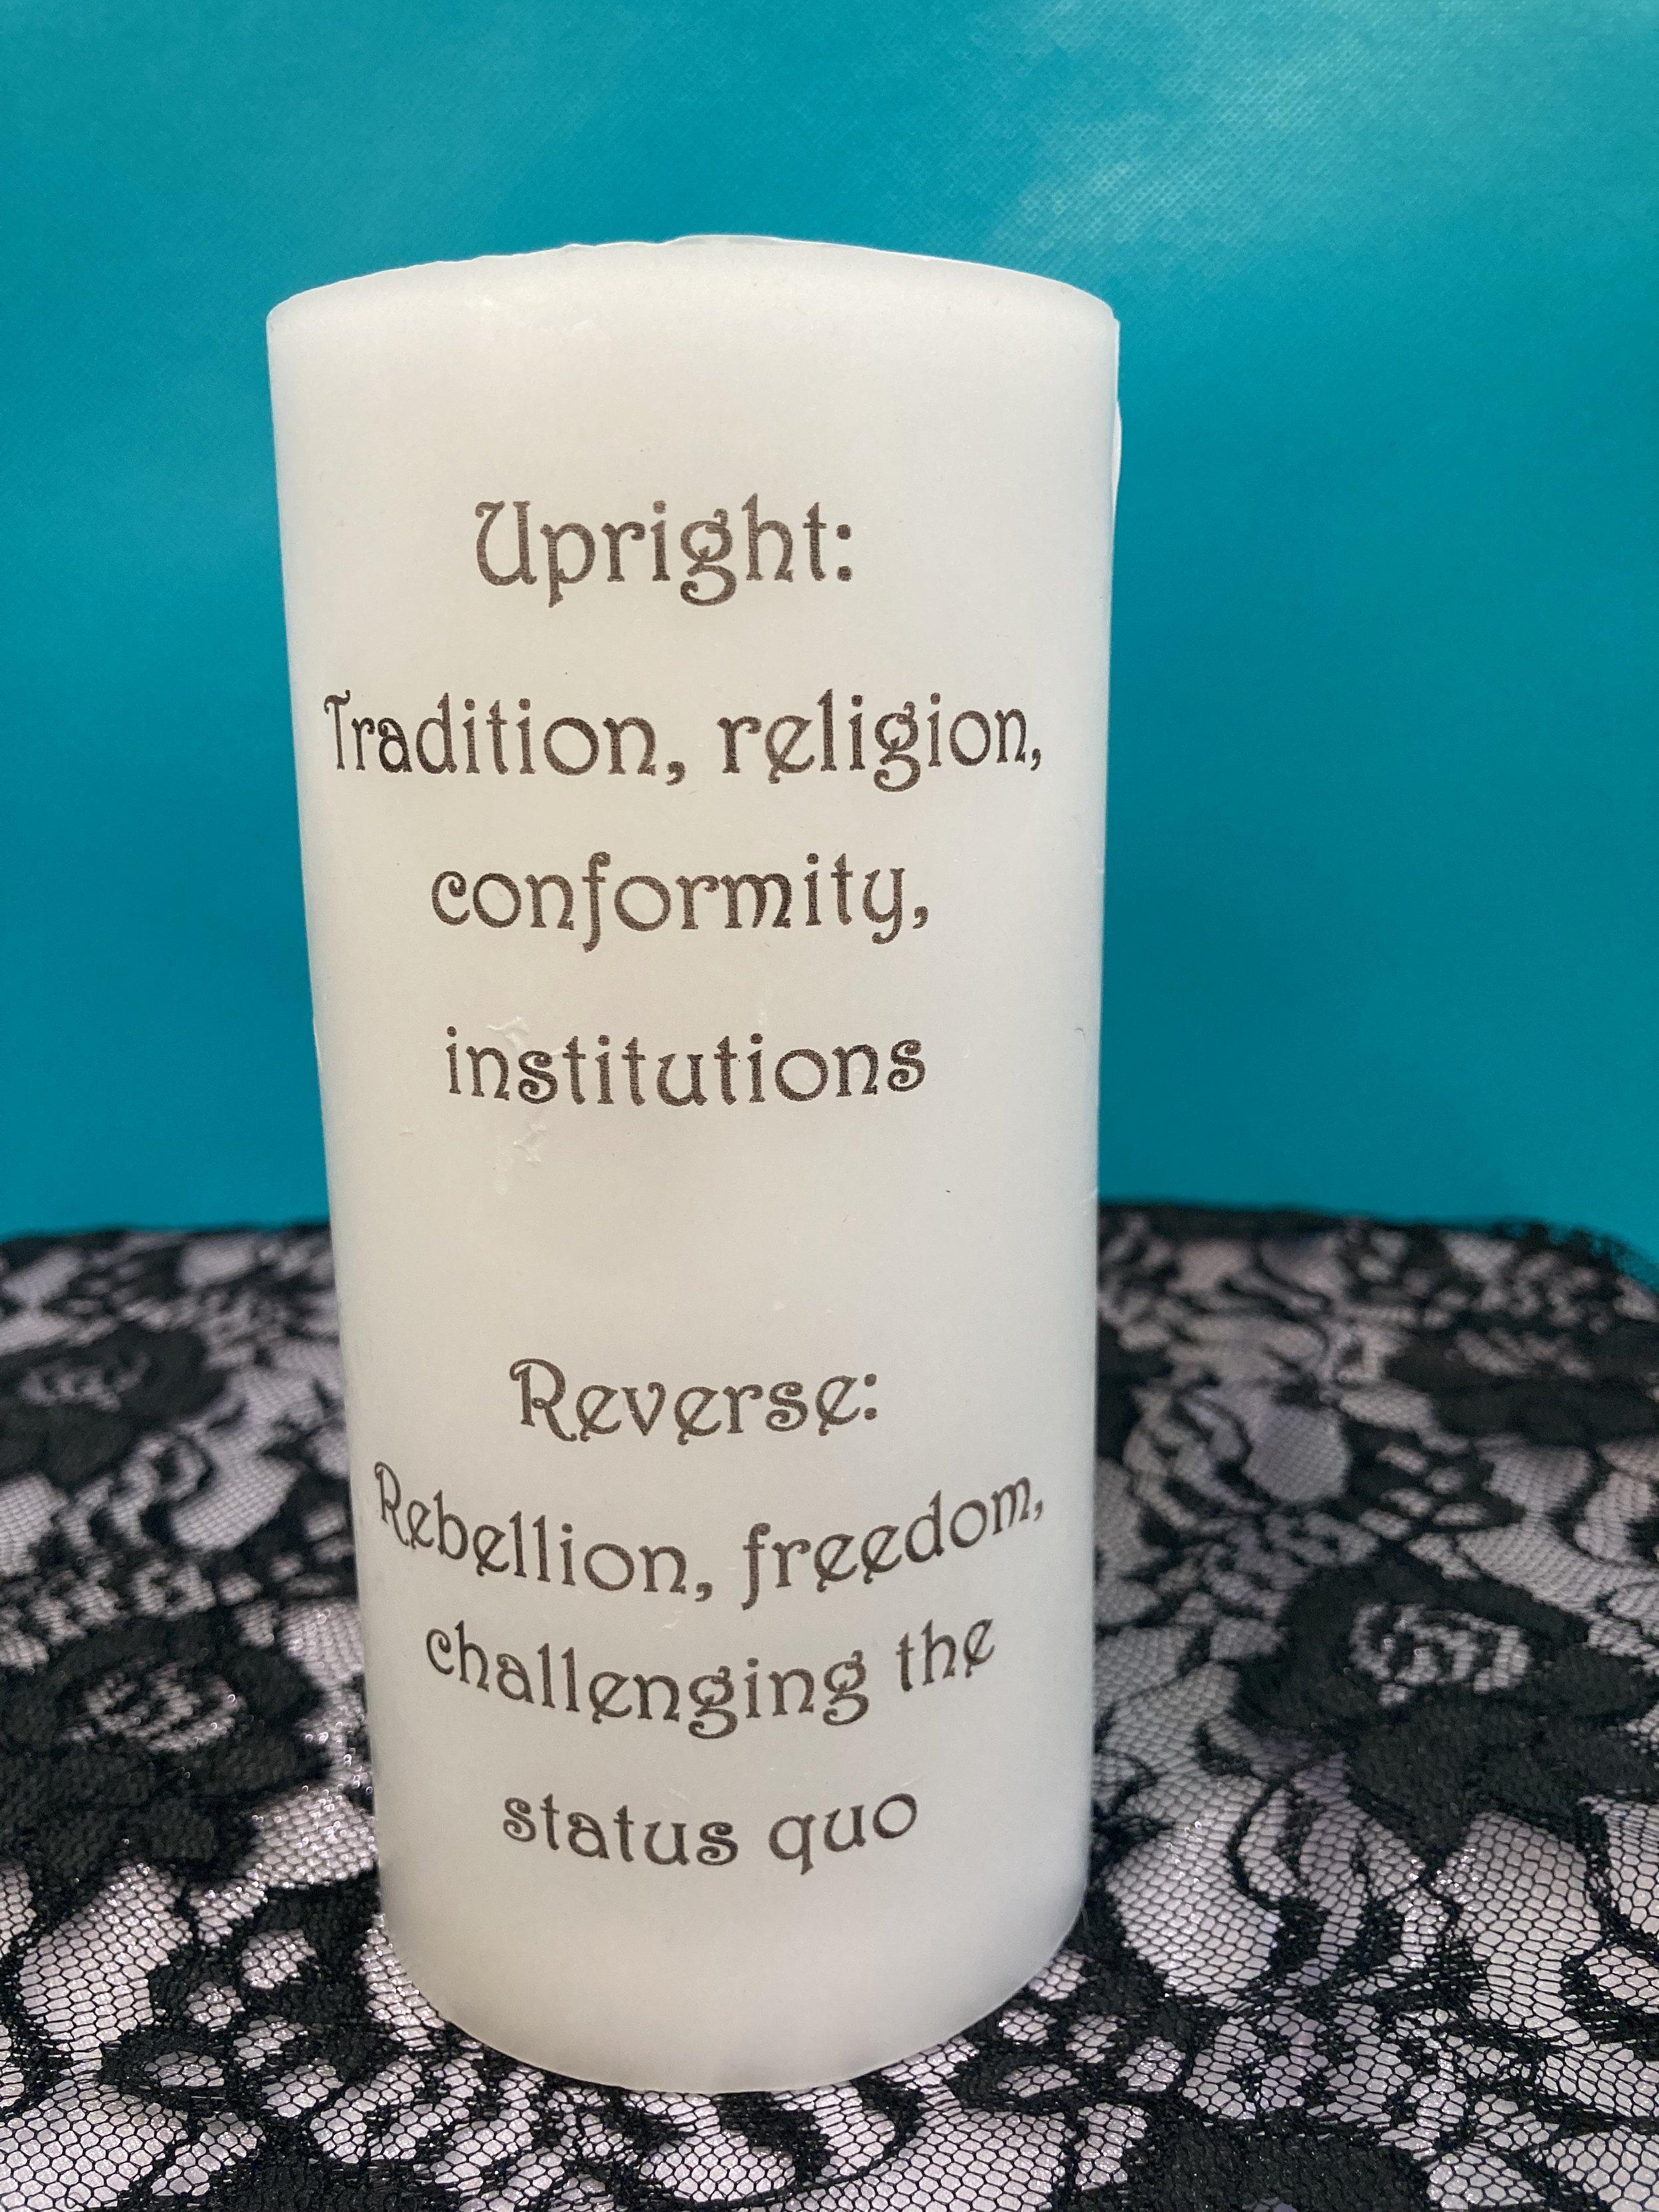 Upright:
Tradition, religion,
conformity,
institutions
Reverse:
Rebellion, freedom,
challenging the
status quo